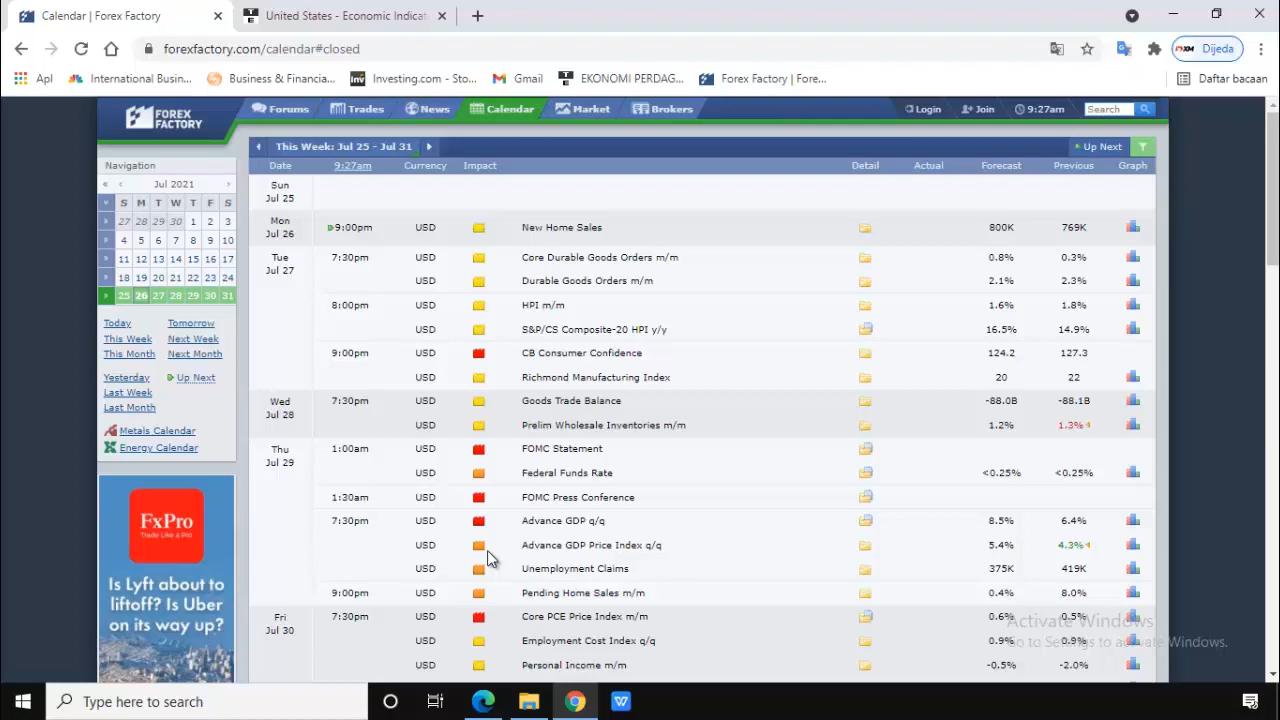 Calendar | Forex Factory
United States - Economic Indicat
forexfactory.com/calendar#closed
Dijeda
Apl
International Busin...
Business & Financia...
Investing.com - Sto...
Gmail
EKONOMI PERDAG...
Forex Factory | Fore...
Daftar bacaan
FOREX FACTORY
Forums
Trades
News
Calendar
Market
Brokers
Login
Join
9:27am
Search
Navigation
Jul 2021
S M T W T F S
27 28 29 30 1 2 3
4 5 6 7 8 9 10
11 12 13 14 15 16 17
18 19 20 21 22 23 24
25 26 27 28 29 30 31
Today Tomorrow
This Week Next Week
This Month Next Month
Yesterday Up Next
Last Week
Last Month
Metals Calendar
Energy Calendar
FxPro
Trade Like a Pro
Is Lyft about to
liftoff? Is Uber
on its way up?
This Week: Jul 25 - Jul 31
Up Next
Date 9:27am Currency Impact Detail Actual Forecast Previous Graph
Sun
Jul 25
Mon
Jul 26
9:00pm USD New Home Sales 800K 769K
Tue
Jul 27
7:30pm USD Core Durable Goods Orders m/m 0.8% 0.3%
USD Durable Goods Orders m/m 2.1% 2.3%
8:00pm USD HPI m/m 1.6% 1.8%
USD S&P/CS Composite-20 HPI y/y 16.5% 14.9%
9:00pm USD CB Consumer Confidence 124.2 127.3
USD Richmond Manufacturing Index 20 22
Wed
Jul 28
7:30pm USD Goods Trade Balance -88.0B -88.1B
USD Prelim Wholesale Inventories m/m 1.2% 1.3%
Thu
Jul 29
1:00am USD FOMC Statement
USD Federal Funds Rate <0.25% <0.25%
1:30am USD FOMC Press Conference
7:30pm USD Advance GDP q/q 8.5% 6.4%
USD Advance GDP Price Index q/q 5.4% 4.3%
USD Unemployment Claims 375K 419K
9:00pm USD Pending Home Sales m/m 0.4% 8.0%
Fri
Jul 30
7:30pm USD Core PCE Price Index m/m 0.6% 0.5%
USD Employment Cost Index q/q 0.9% 0.9%
USD Personal Income m/m -0.5% -2.0%
Activate Windows
Go to Settings to activate Windows.
Type here to search